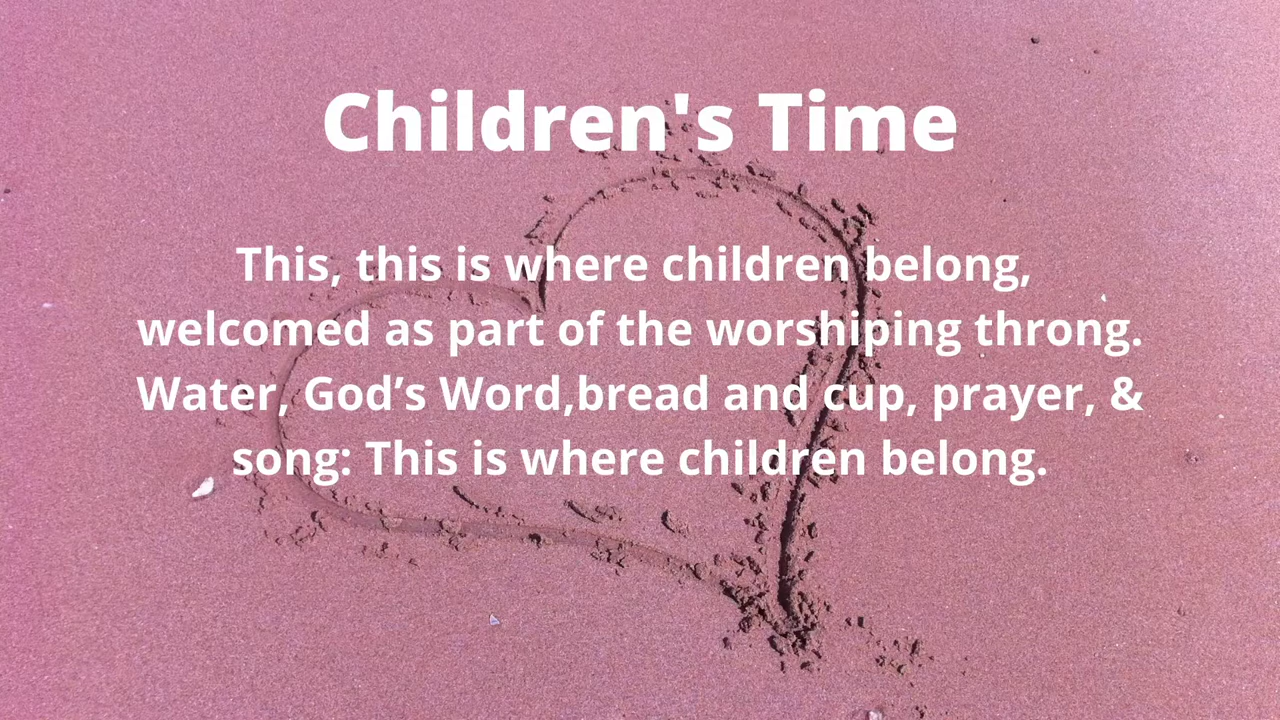 Children's Time
This, this is where children belong,
welcomed as part of the worshiping throng.
Water, God’s Word,bread and cup, prayer, &
song: This is where children belong.